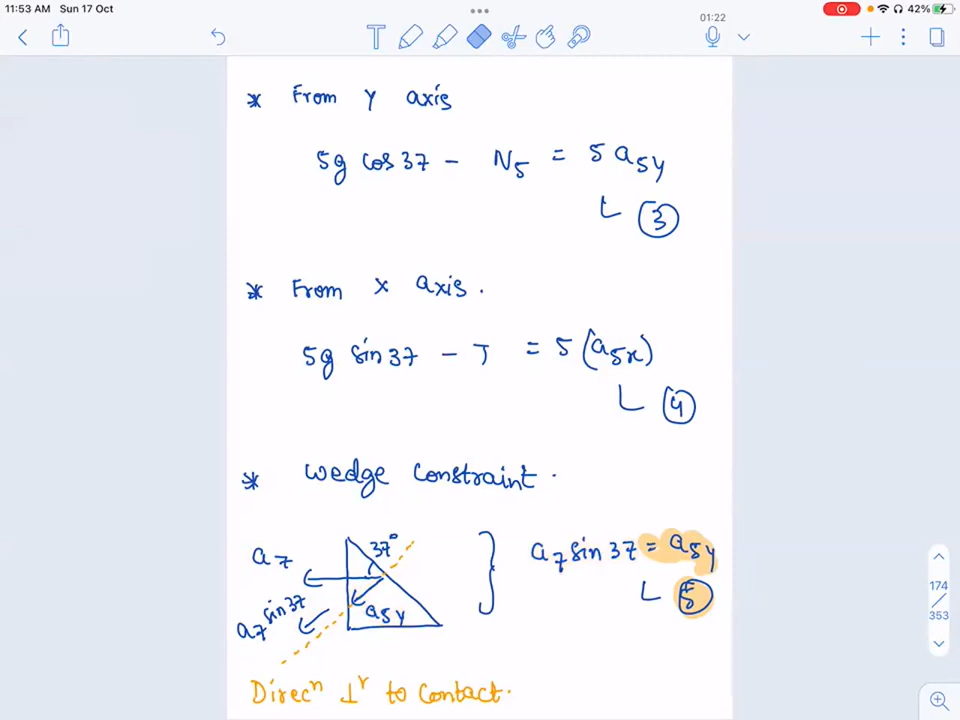 11:53 AM Sun 17 Oct
42%
01:22
* From Y axis
5g cos 37 - N5 = 5 a5y
3
* From x axis.
5g sin 37 - T = 5 (a5x)
4
* Wedge constraint.
37°
a7
a7 sin 37 = a5y
5
a7 sin 37
a5y
Direcⁿ ⊥ʳ to Contact.
174
353